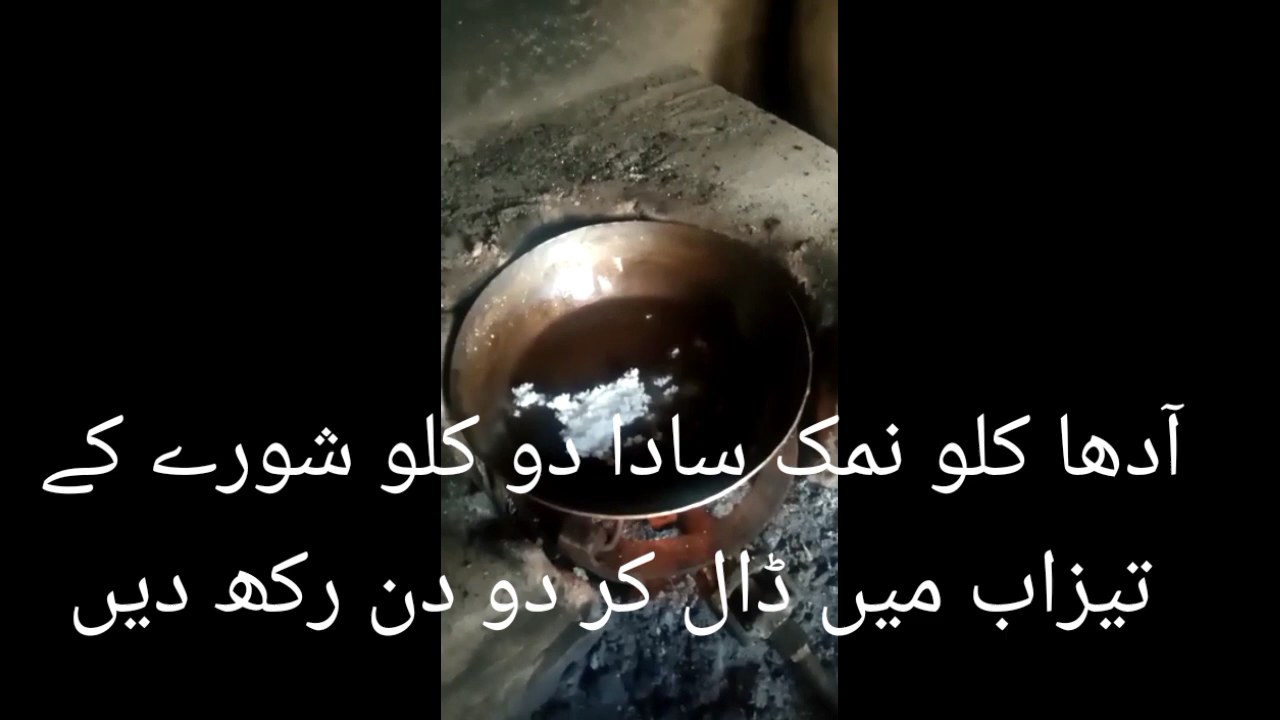 آدھا کلو نمک سادا دو کلو شورے کے
تیزاب میں ڈال کر دو دن رکھ دیں